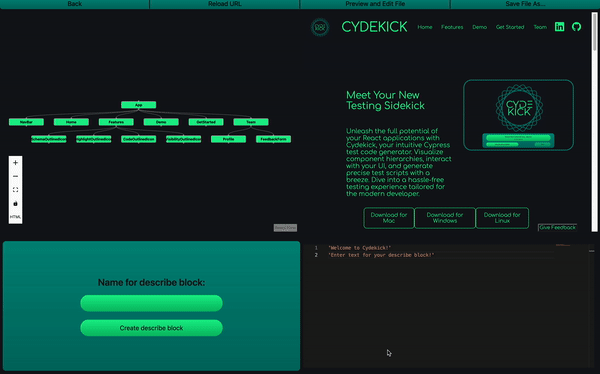 Back
Reload URL
Preview and Edit File
Save File As...
CYDEKICK
Home
Features
Demo
Get Started
Team
App
NavBar
Home
Features
Demo
GetStarted
Team
Profile
FeedbackForm
HTML
Meet Your New
Testing Sidekick
Unleash the full potential of
your React applications with
Cydekick, your intuitive Cypress
test code generator. Visualize
component hierarchies, interact
with your UI, and generate
precise test scripts with a
breeze. Dive into a hassle-free
testing experience tailored for
the modern developer.
CYDE
KICK
Download for
Mac
Download for
Windows
Download for
Linux
Give Feedback
Name for describe block:
Create describe block
1 'Welcome to Cydekick!'
2 'Enter text for your describe block!'